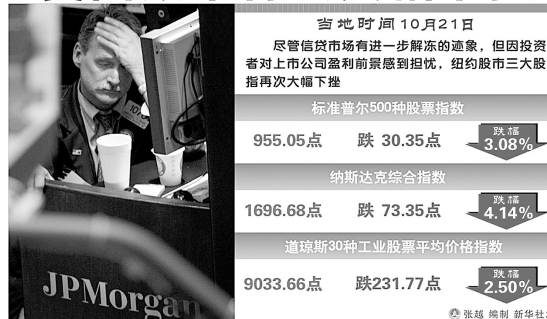 当地时间10月21日
尽管信贷市场有进一步解冻的迹象，但因投资
者对上市公司盈利前景感到担忧，纽约股市三大股
指再次大幅下挫
标准普尔500种股票指数
955.05点 跌 30.35点 跌幅 3.08%
纳斯达克综合指数
1696.68点 跌 73.35点 跌幅 4.14%
道琼斯30种工业股票平均价格指数
9033.66点 跌231.77点 跌幅 2.50%
JPMorgan
张越 编制 新华社